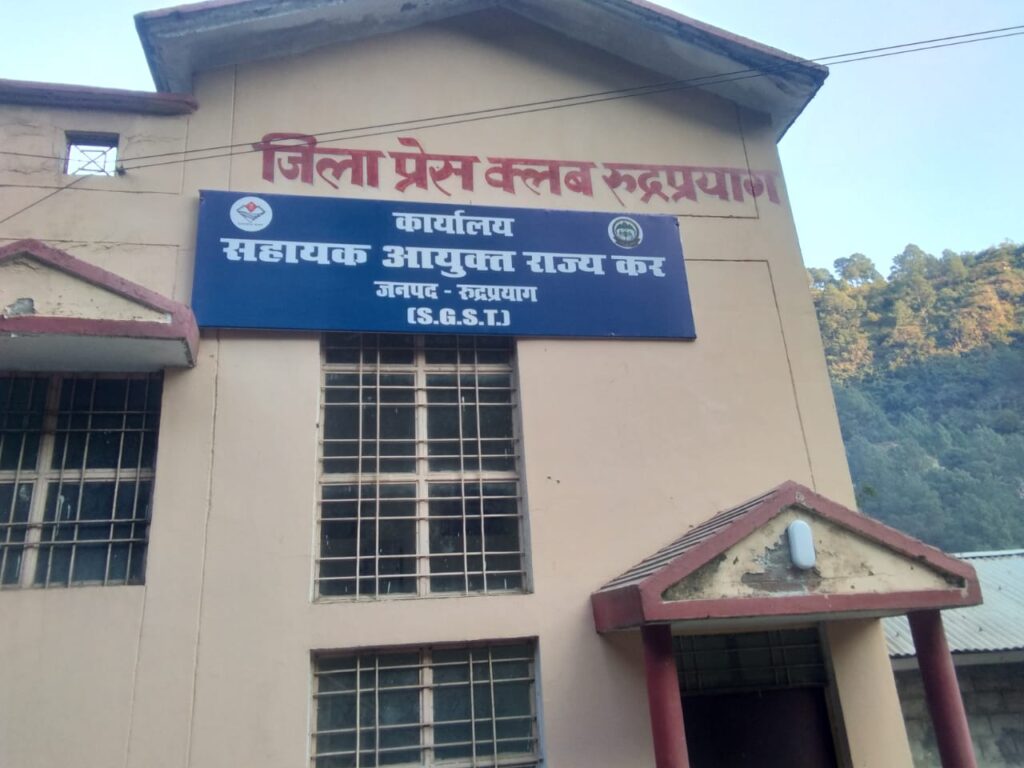 जिला प्रेस क्लब रुद्रप्रयाग
कार्यालय
सहायक आयुक्त राज्य कर
जनपद - रुद्रप्रयाग
(S.G.S.T.)